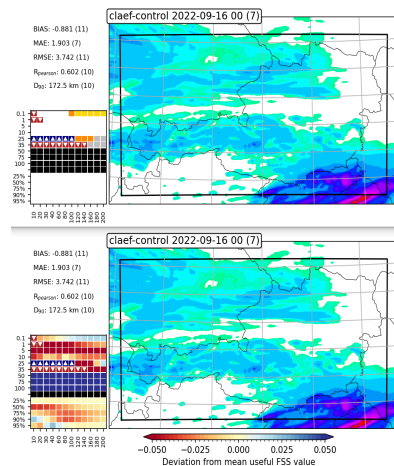 claef-control 2022-09-16 00 (7)
BIAS: -0.881 (11)
MAE: 1.903 (7)
RMSE: 3.742 (11)
Rpearson: 0.602 (10)
D90: 172.5 km (10)
0.1
1
5
10
25
35
50
75
100
25%
50%
75%
90%
95%
10 20 40 60 80 100 120 140 160 180 200
claef-control 2022-09-16 00 (7)
BIAS: -0.881 (11)
MAE: 1.903 (7)
RMSE: 3.742 (11)
Rpearson: 0.602 (10)
D90: 172.5 km (10)
0.1
1
5
10
25
35
50
75
100
25%
50%
75%
90%
95%
10 20 40 60 80 100 120 140 160 180 200
−0.050 −0.025 0.000 0.025 0.050
Deviation from mean useful FSS value